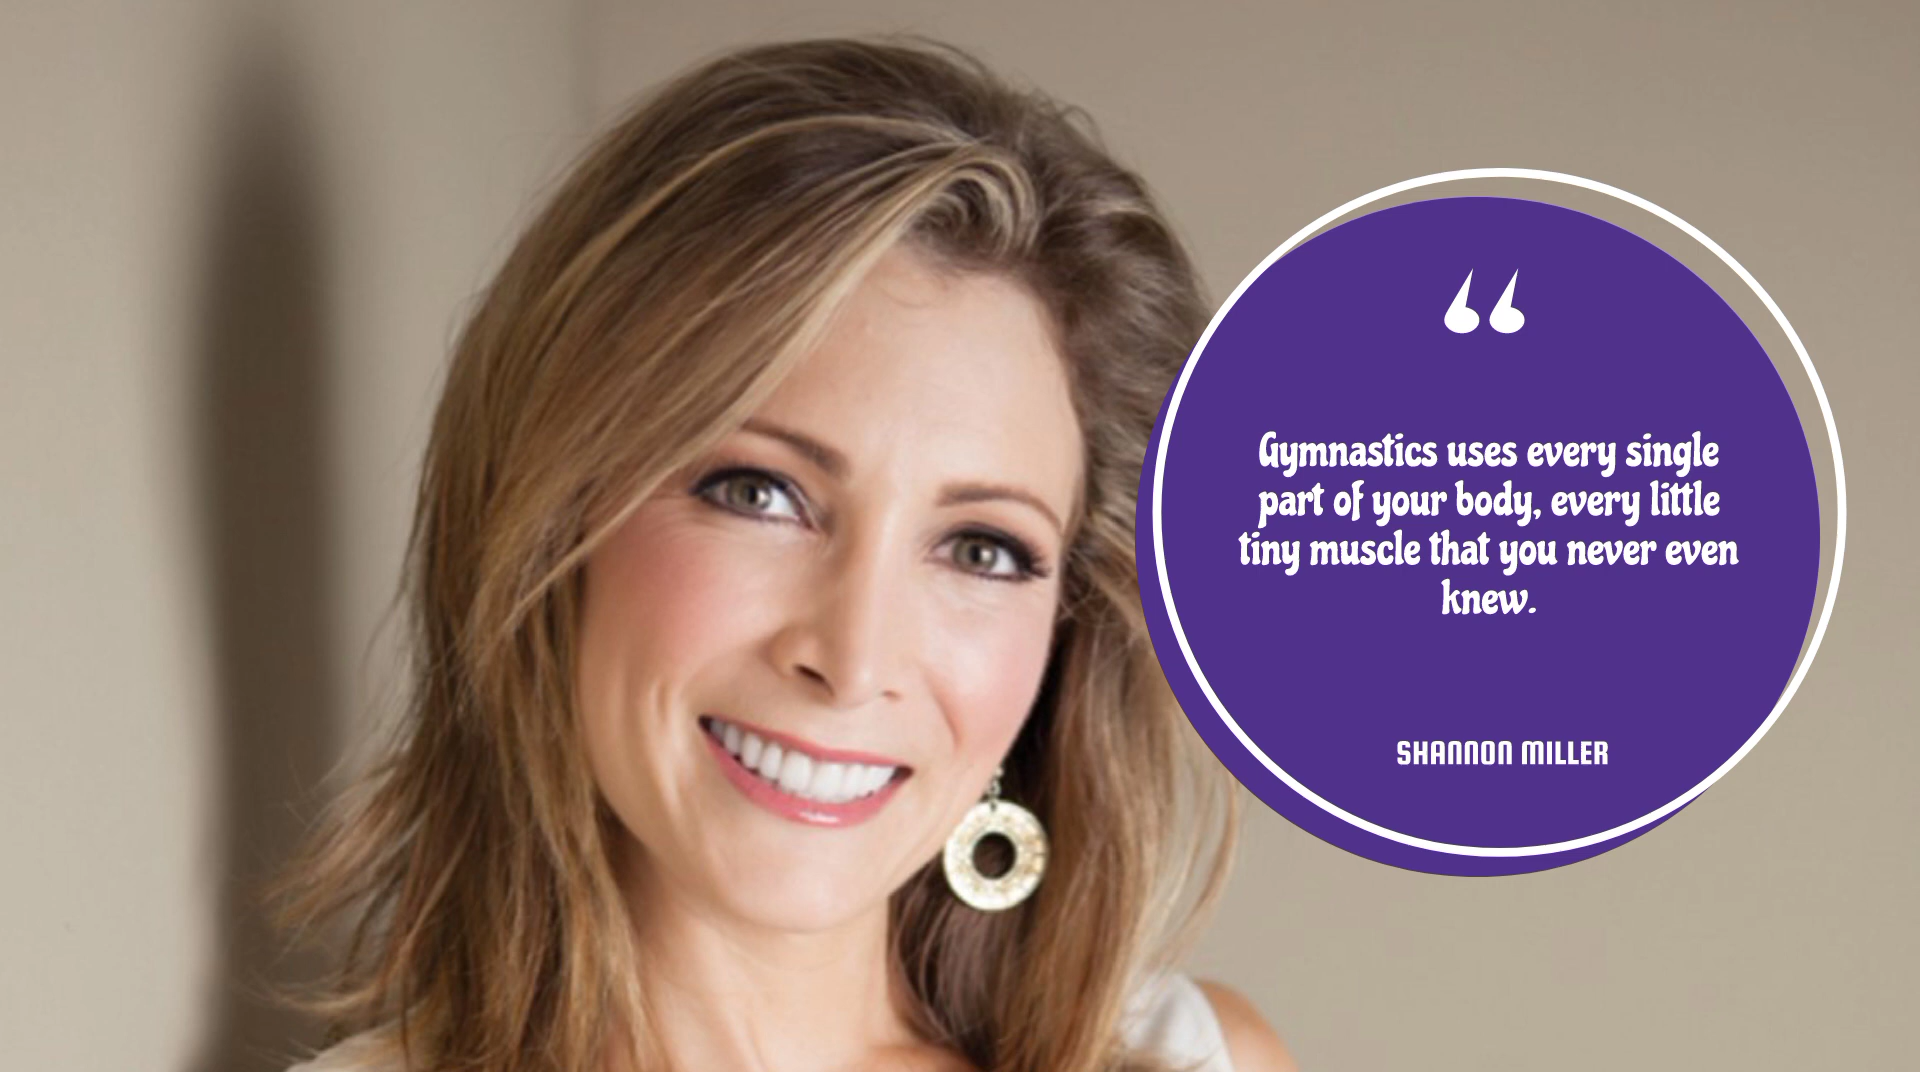 “
Gymnastics uses every single
part of your body, every little
tiny muscle that you never even
knew.
SHANNON MILLER